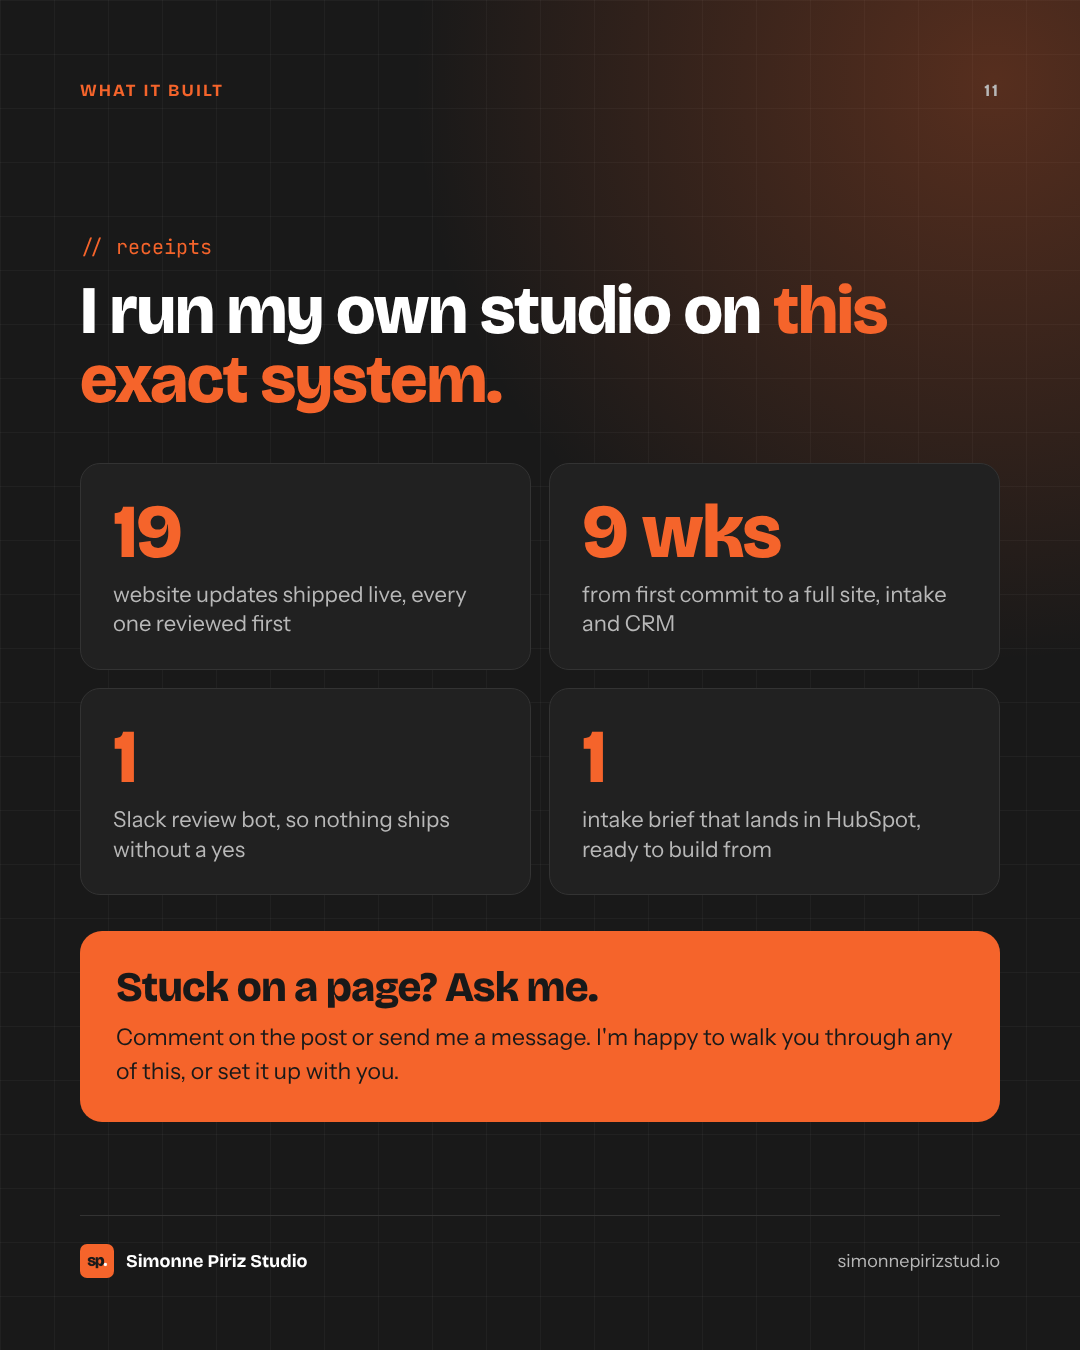 WHAT IT BUILT
11
// receipts
I run my own studio on this
exact system.
19
website updates shipped live, every
one reviewed first
9 wks
from first commit to a full site, intake
and CRM
1
Slack review bot, so nothing ships
without a yes
1
intake brief that lands in HubSpot,
ready to build from
Stuck on a page? Ask me.
Comment on the post or send me a message. I'm happy to walk you through any
of this, or set it up with you.
sp.
Simonne Piriz Studio
simonnepirizstud.io